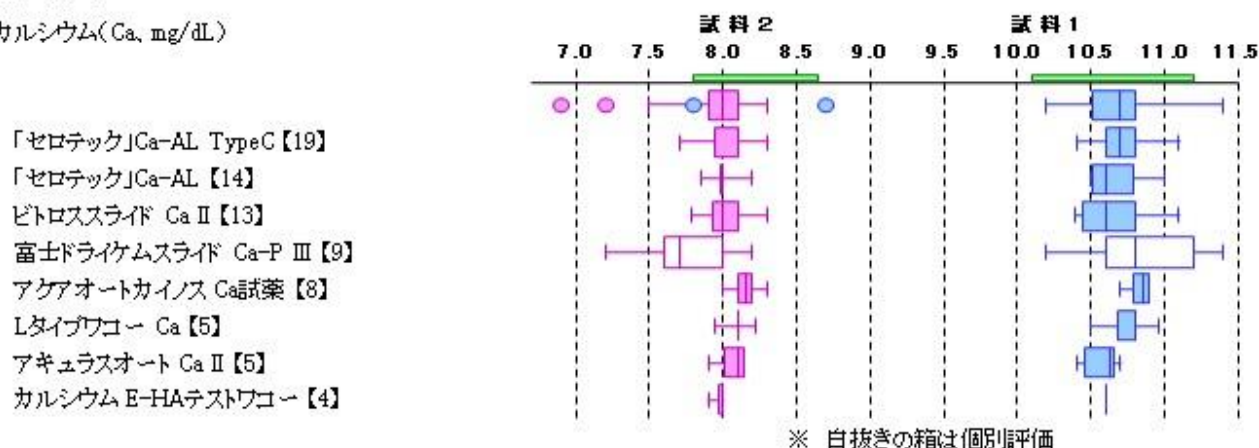 カルシウム(Ca、mg/dL)
試料2 試料1
7.0 7.5 8.0 8.5 9.0 9.5 10.0 10.5 11.0 11.5
「セロテック」Ca-AL TypeC【19】
「セロテック」Ca-AL【14】
ビトロススライド Ca Ⅱ【13】
富士ドライケムスライド Ca-P Ⅲ【9】
アクアオートカイノス Ca試薬【8】
Lタイプワコー Ca【5】
アキュラスオート Ca Ⅱ【5】
カルシウム E-HAテストワコー【4】
※ 白抜きの箱は個別評価